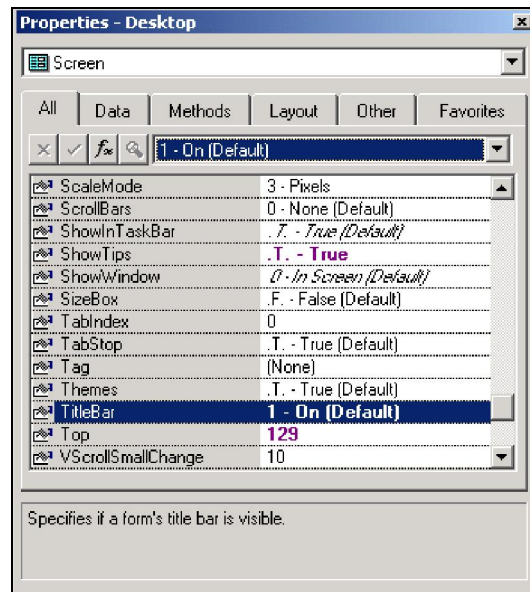 Properties - Desktop
Screen
All Data Methods Layout Other Favorites
1 - On (Default)
ScaleMode 3 - Pixels
ScrollBars 0 - None (Default)
ShowInTaskBar .T. - True (Default)
ShowTips .T. - True
ShowWindow 0 - In Screen (Default)
SizeBox .F. - False (Default)
TabIndex 0
TabStop .T. - True (Default)
Tag (None)
Themes .T. - True (Default)
TitleBar 1 - On (Default)
Top 129
VScrollSmallChange 10
Specifies if a form's title bar is visible.